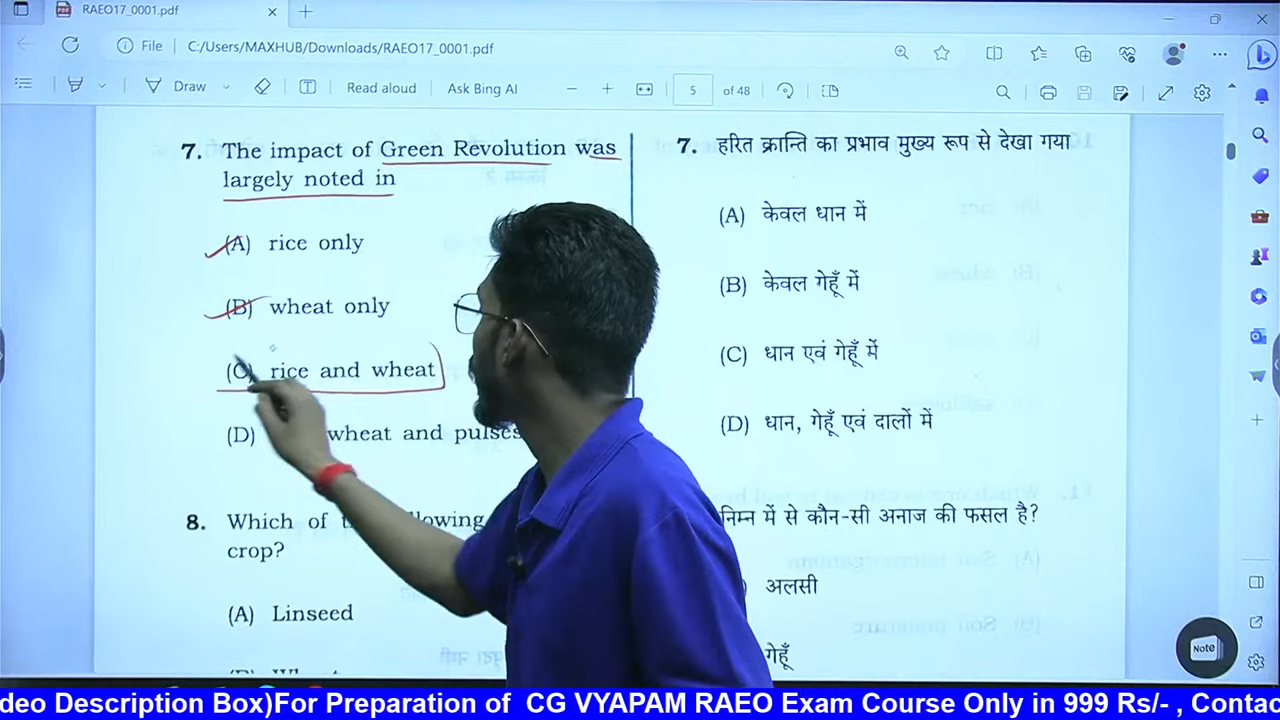 RAEO17_0001.pdf
File C:/Users/MAXHUB/Downloads/RAEO17_0001.pdf
Draw Read aloud Ask Bing AI 5 of 48
7. The impact of Green Revolution was
largely noted in
(A) rice only
(B) wheat only
(C) rice and wheat
(D) wheat and pulses
8. Which of
crop?
(A) Linseed
7. हरित क्रान्ति का प्रभाव मुख्य रूप से देखा गया
(A) केवल धान में
(B) केवल गेहूँ में
(C) धान एवं गेहूँ में
(D) धान, गेहूँ एवं दालों में
निम्न में से कौन-सी अनाज की फसल है?
अलसी
गेहूँ
Note
deo Description Box)For Preparation of CG VYAPAM RAEO Exam Course Only in 999 Rs/- , Contac